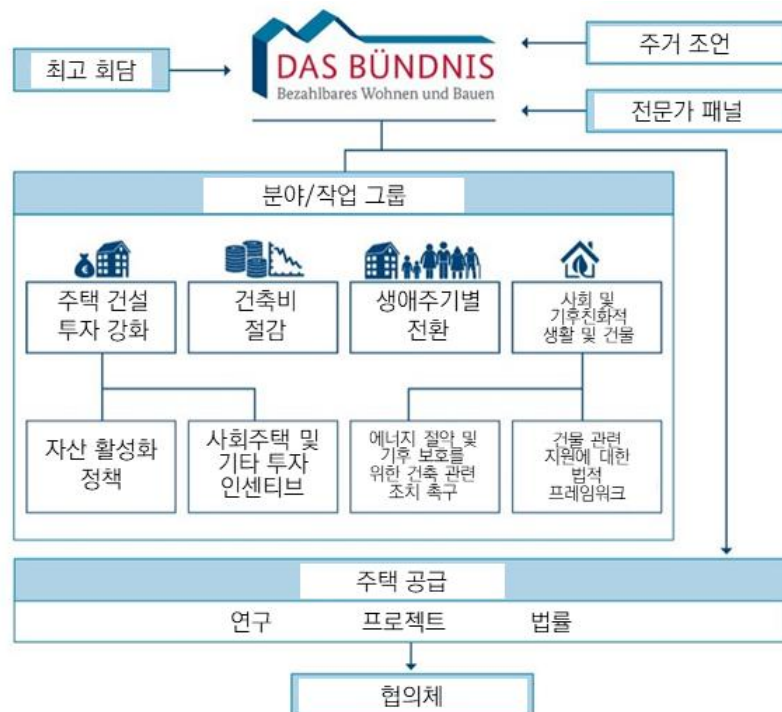 주거 조언
최고 회담
DAS BÜNDNIS
Bezahlbares Wohnen und Bauen
전문가 패널
분야/작업 그룹
주택 건설
투자 강화
건축비
절감
생애주기별
전환
사회 및
기후친화적
생활 및 건물
자산 활성화
정책
사회주택 및
기타 투자
인센티브
에너지 절약 및
기후 보호를
위한 건축 관련
조치 촉구
건물 관련
지원에 대한
법적
프레임워크
주택 공급
연구 프로젝트 법률
협의체